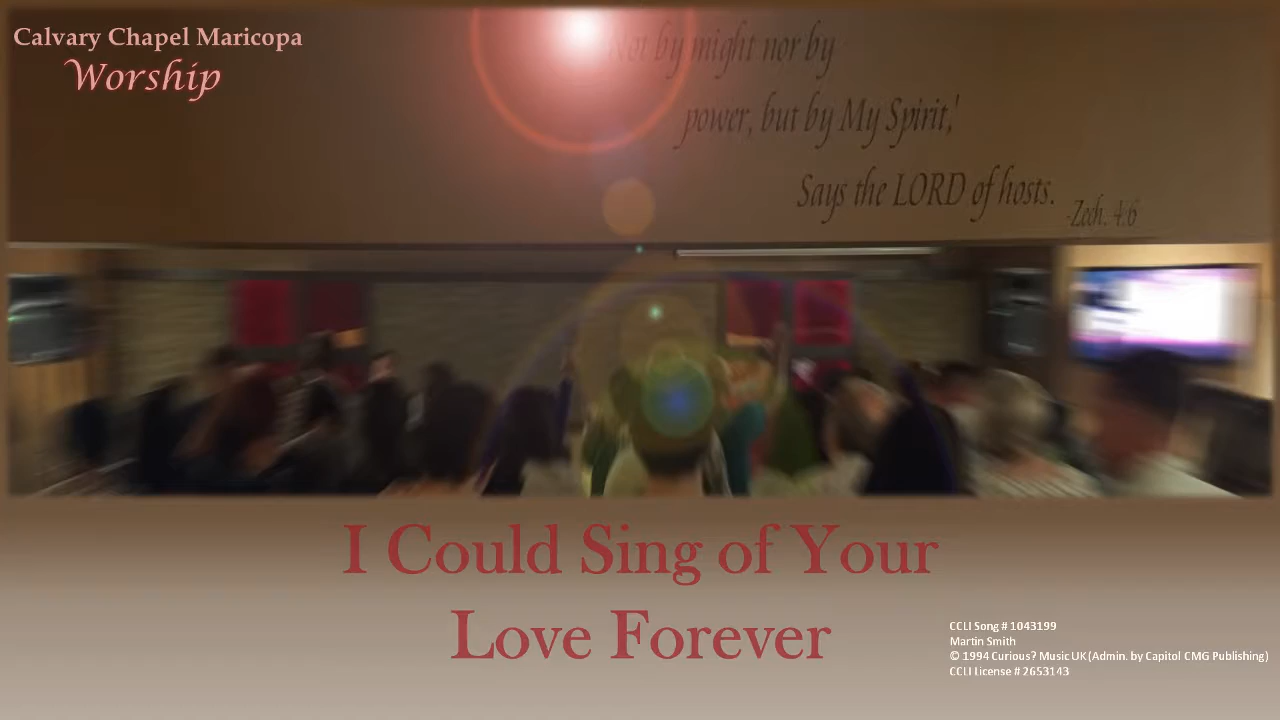 Calvary Chapel Maricopa
Worship
Not by might nor by
power, but by My Spirit,'
Says the LORD of hosts.
-Zech. 4:6
I Could Sing of Your
Love Forever
CCLI Song # 1043199
Martin Smith
© 1994 Curious? Music UK (Admin. by Capitol CMG Publishing)
CCLI License # 2653143